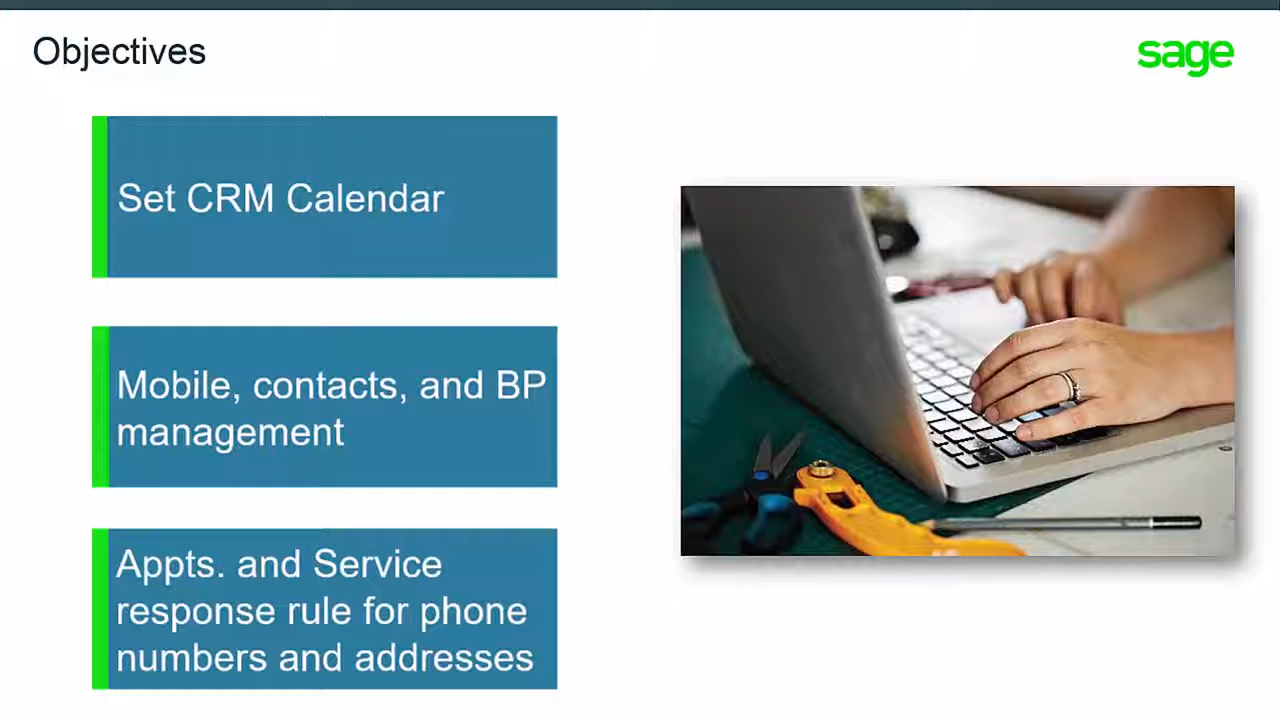 Objectives
sage
Set CRM Calendar
Mobile, contacts, and BP
management
Appts. and Service
response rule for phone
numbers and addresses